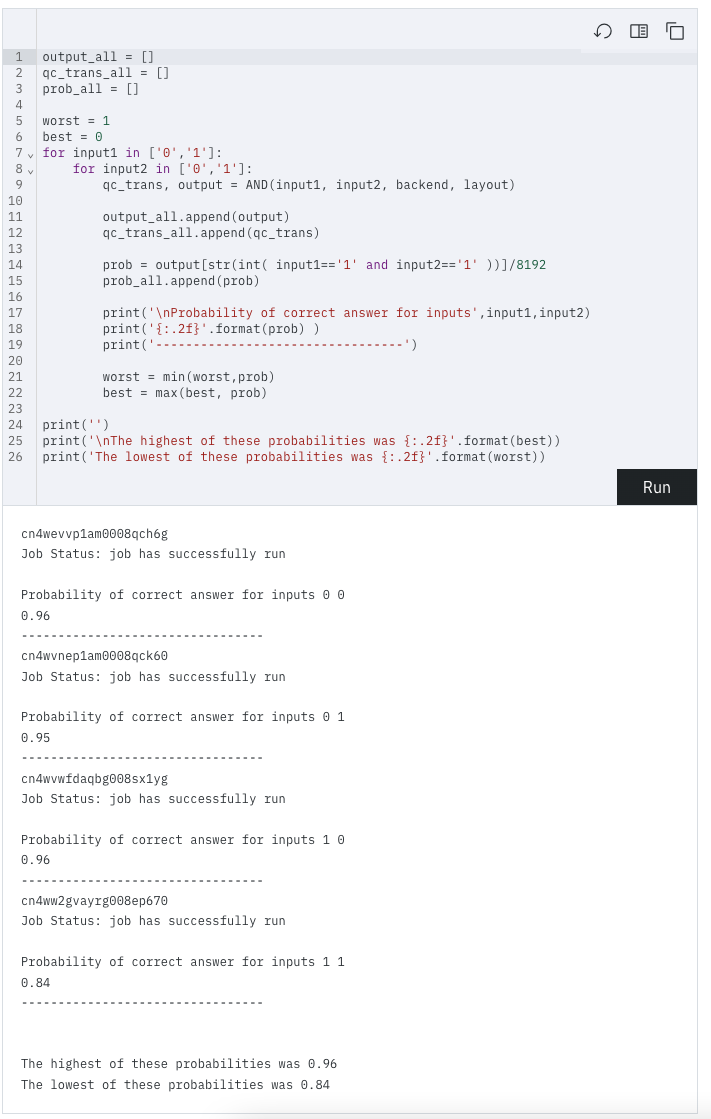 1 output_all = []
2 qc_trans_all = []
3 prob_all = []
4
5 worst = 1
6 best = 0
7 for input1 in ['0','1']:
8     for input2 in ['0','1']:
9         qc_trans, output = AND(input1, input2, backend, layout)
10
11         output_all.append(output)
12         qc_trans_all.append(qc_trans)
13
14         prob = output[str(int( input1=='1' and input2=='1' ))]/8192
15         prob_all.append(prob)
16
17         print('\nProbability of correct answer for inputs',input1,input2)
18         print('{:.2f}'.format(prob) )
19         print('---------------------------------')
20
21         worst = min(worst,prob)
22         best = max(best, prob)
23
24 print('')
25 print('\nThe highest of these probabilities was {:.2f}'.format(best))
26 print('The lowest of these probabilities was {:.2f}'.format(worst))
Run
cn4wevvp1am0008qch6g
Job Status: job has successfully run
Probability of correct answer for inputs 0 0
0.96
---------------------------------
cn4wvnep1am0008qck60
Job Status: job has successfully run
Probability of correct answer for inputs 0 1
0.95
---------------------------------
cn4wvwfdaqbg008sx1yg
Job Status: job has successfully run
Probability of correct answer for inputs 1 0
0.96
---------------------------------
cn4ww2gvayrg008ep670
Job Status: job has successfully run
Probability of correct answer for inputs 1 1
0.84
---------------------------------
The highest of these probabilities was 0.96
The lowest of these probabilities was 0.84